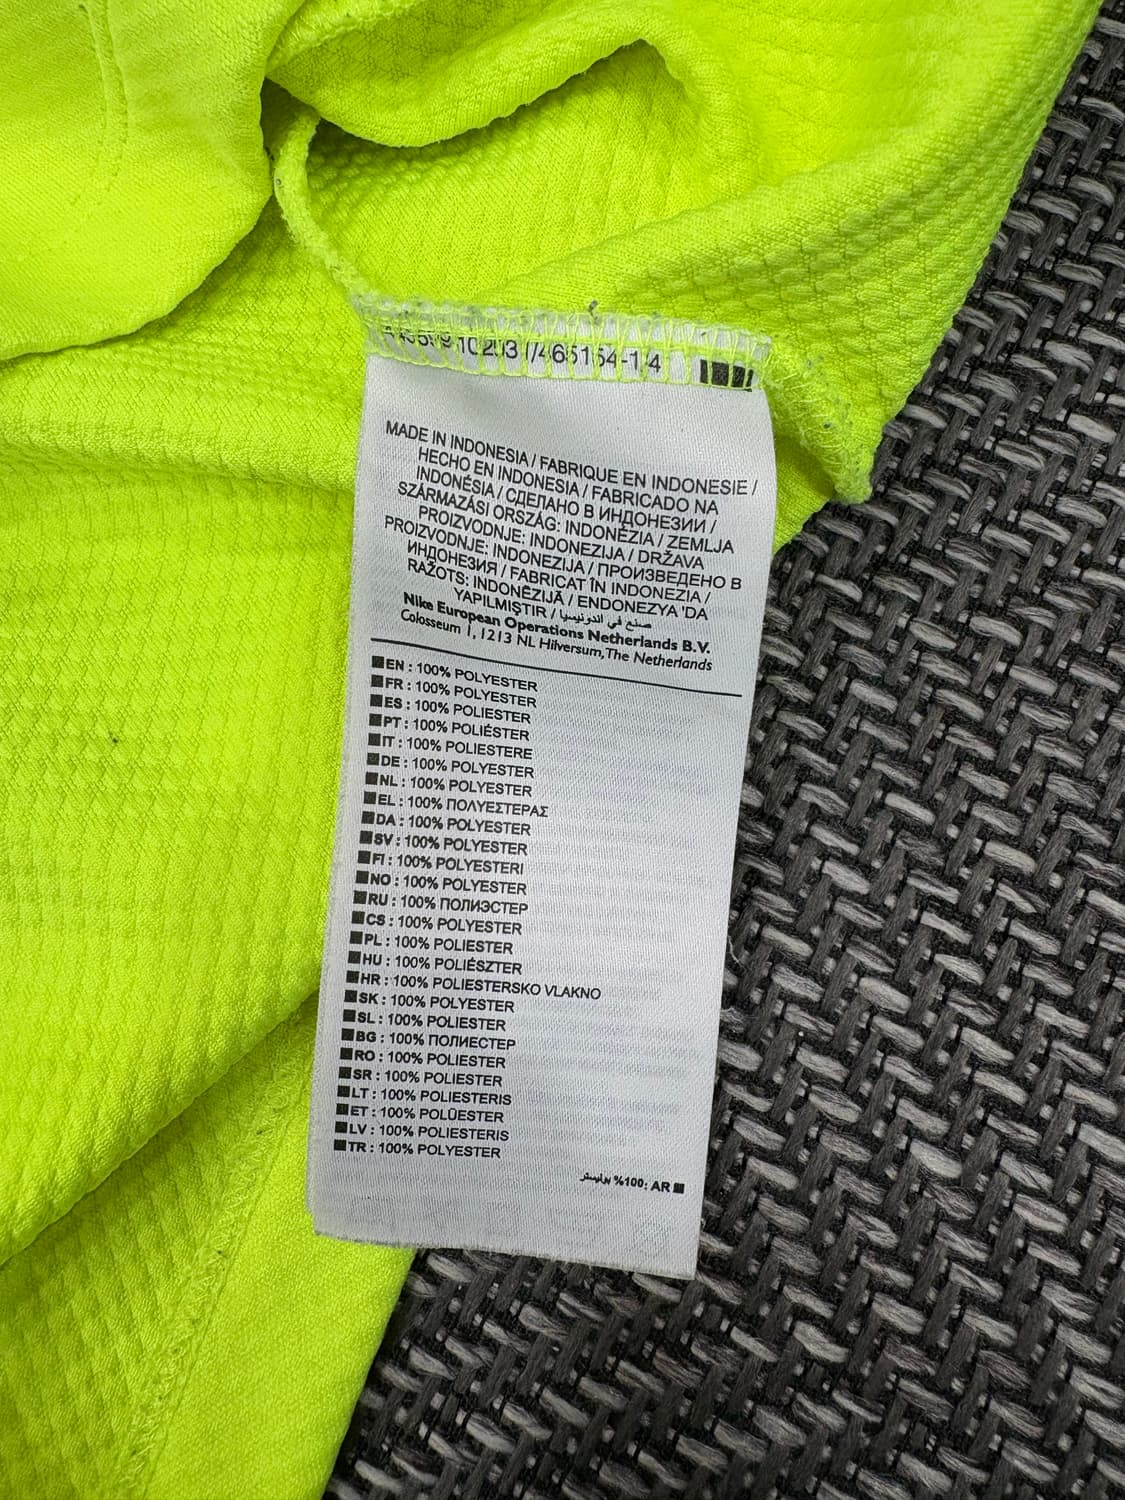 MADE IN INDONESIA / FABRIQUE EN INDONESIE /
HECHO EN INDONESIA / FABRICADO NA
INDONÉSIA / СДЕЛАНО В ИНДОНЕЗИИ /
SZÁRMAZÁSI ORSZÁG: INDONÉZIA / ZEMLJA
PROIZVODNJE: INDONEZIJA / DRŽAVA
PROIZVODNJE: INDONEZIJA / ПРОИЗВЕДЕНО В
ИНДОНЕЗИЯ / FABRICAT ÎN INDONEZIA /
RAŽOTS: INDONĒZIJĀ / ENDONEZYA 'DA
YAPILMIŞTIR / صنع في اندونيسيا
Nike European Operations Netherlands B.V.
Colosseum 1, 1213 NL Hilversum, The Netherlands
EN : 100% POLYESTER
FR : 100% POLYESTER
ES : 100% POLIESTER
PT : 100% POLIÉSTER
IT : 100% POLIESTERE
DE : 100% POLYESTER
NL : 100% POLYESTER
EL : 100% ΠΟΛΥΕΣΤΕΡΑΣ
DA : 100% POLYESTER
SV : 100% POLYESTER
FI : 100% POLYESTERI
NO : 100% POLYESTER
RU : 100% ПОЛИЭСТЕР
CS : 100% POLYESTER
PL : 100% POLIESTER
HU : 100% POLIÉSZTER
HR : 100% POLIESTERSKO VLAKNO
SK : 100% POLYESTER
SL : 100% POLIESTER
BG : 100% ПОЛИЕСТЕР
RO : 100% POLIESTER
SR : 100% POLYESTER
LT : 100% POLIESTERIS
ET : 100% POLÜESTER
LV : 100% POLIESTERIS
TR : 100% POLYESTER
AR :100% بوليستر